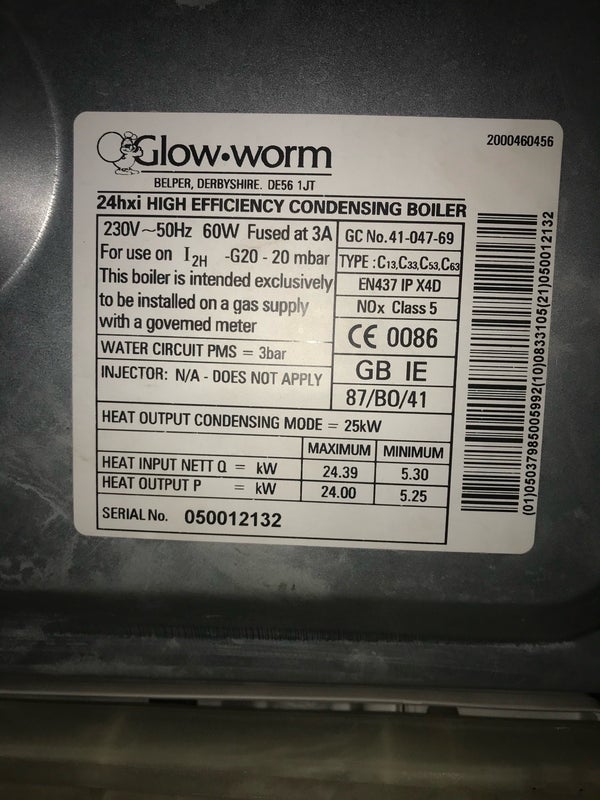 Glow•worm
2000460456
BELPER, DERBYSHIRE. DE56 1JT
24hxi HIGH EFFICIENCY CONDENSING BOILER
230V~50Hz 60W Fused at 3A
For use on I2H -G20 - 20 mbar
This boiler is intended exclusively
to be installed on a gas supply
with a governed meter
WATER CIRCUIT PMS = 3bar
INJECTOR: N/A - DOES NOT APPLY
GC No. 41-047-69
TYPE : C13,C33,C53,C63
EN437 IP X4D
NOx Class 5
CE 0086
GB IE
87/BO/41
HEAT OUTPUT CONDENSING MODE = 25kW
MAXIMUM MINIMUM
HEAT INPUT NETT Q = kW 24.39 5.30
HEAT OUTPUT P = kW 24.00 5.25
SERIAL No. 050012132
(01)05037985005992(10)0833105(21)050012132